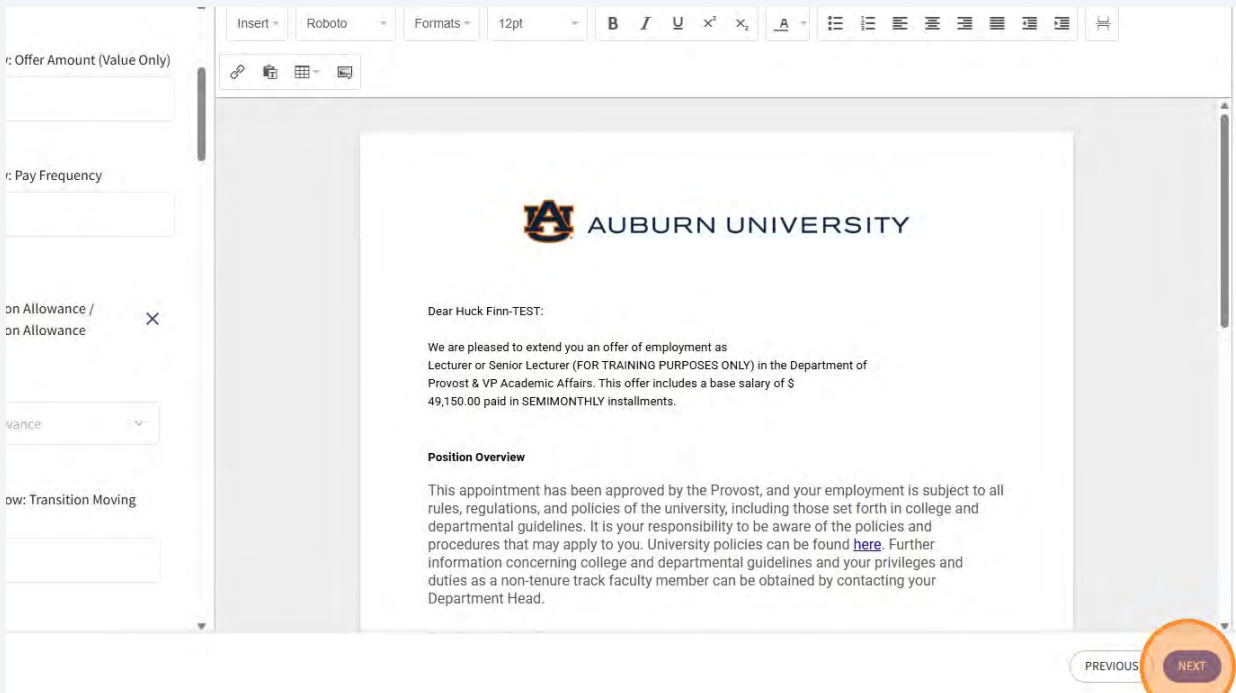 Insert Roboto Formats 12pt B I U x² x₂ A
y: Offer Amount (Value Only)
y: Pay Frequency
on Allowance /
on Allowance
wance
ow: Transition Moving
AUBURN UNIVERSITY
Dear Huck Finn-TEST:
We are pleased to extend you an offer of employment as
Lecturer or Senior Lecturer (FOR TRAINING PURPOSES ONLY) in the Department of
Provost & VP Academic Affairs. This offer includes a base salary of $
49,150.00 paid in SEMIMONTHLY installments.
Position Overview
This appointment has been approved by the Provost, and your employment is subject to all
rules, regulations, and policies of the university, including those set forth in college and
departmental guidelines. It is your responsibility to be aware of the policies and
procedures that may apply to you. University policies can be found here. Further
information concerning college and departmental guidelines and your privileges and
duties as a non-tenure track faculty member can be obtained by contacting your
Department Head.
PREVIOUS NEXT